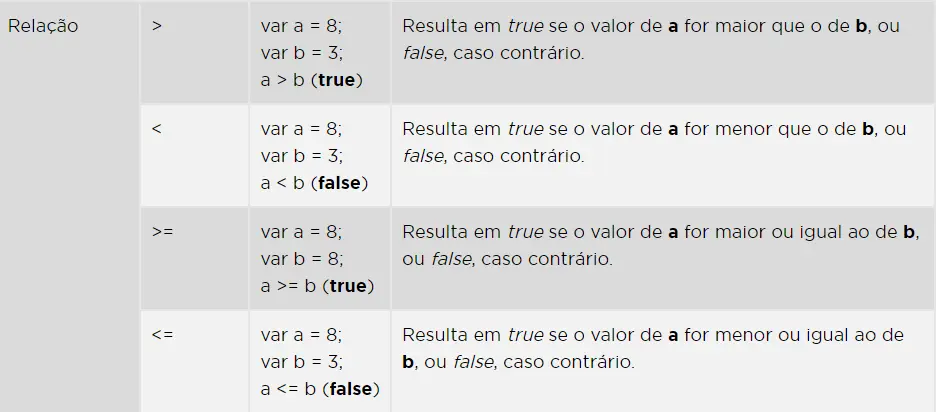 Relação
>
var a = 8;
var b = 3;
a > b (true)
Resulta em true se o valor de a for maior que o de b, ou
false, caso contrário.
<
var a = 8;
var b = 3;
a < b (false)
Resulta em true se o valor de a for menor que o de b, ou
false, caso contrário.
>=
var a = 8;
var b = 8;
a >= b (true)
Resulta em true se o valor de a for maior ou igual ao de b,
ou false, caso contrário.
<=
var a = 8;
var b = 3;
a <= b (false)
Resulta em true se o valor de a for menor ou igual ao de
b, ou false, caso contrário.